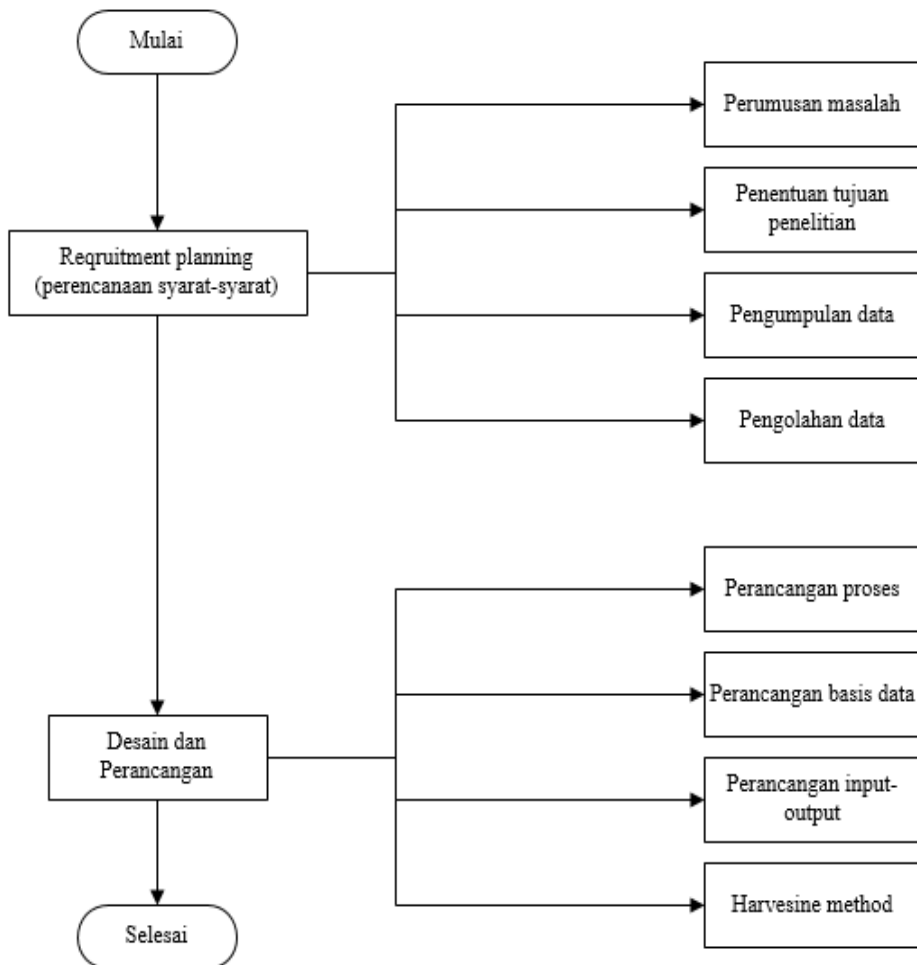 Mulai
Perumusan masalah
Penentuan tujuan
penelitian
Reqruitment planning
(perencanaan syarat-syarat)
Pengumpulan data
Pengolahan data
Perancangan proses
Perancangan basis data
Desain dan
Perancangan
Perancangan input-
output
Harvesine method
Selesai